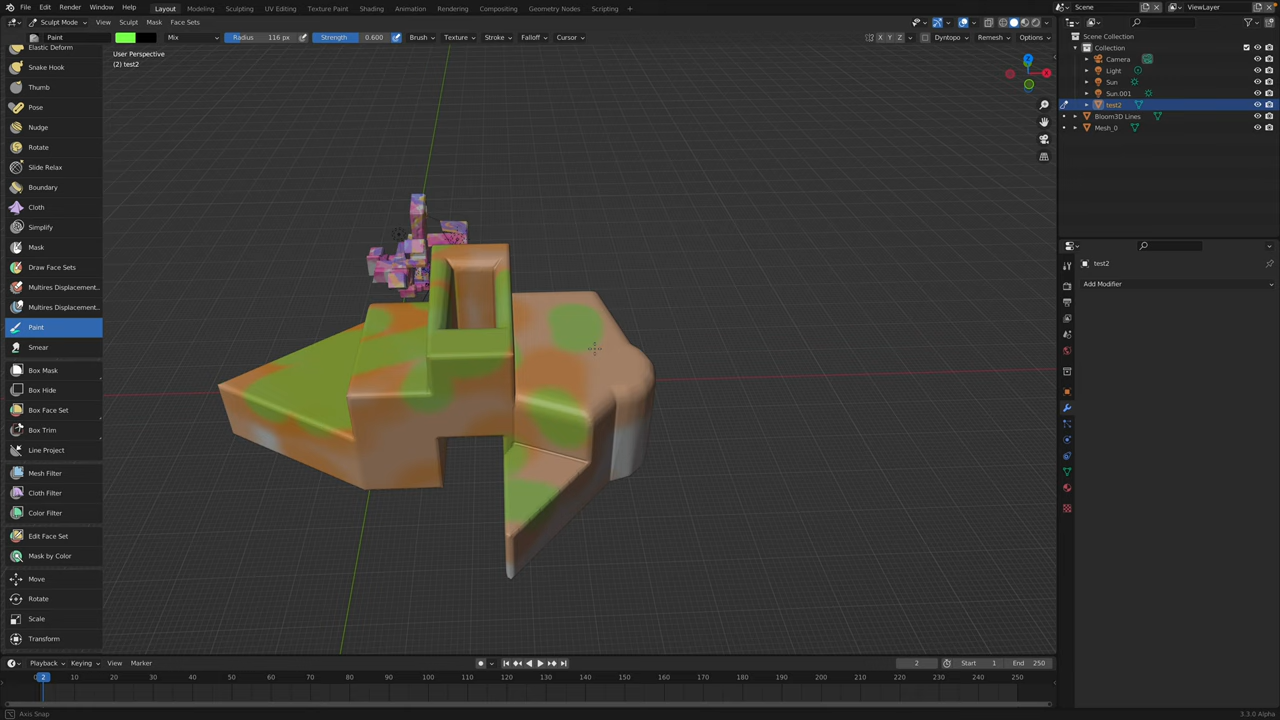 File Edit Render Window Help Layout Modeling Sculpting UV Editing Texture Paint Shading Animation Rendering Compositing Geometry Nodes Scripting Scene ViewLayer
Sculpt Mode View Sculpt Mask Face Sets
Paint Mix Radius 116 px Strength 0.600 Brush Texture Stroke Falloff Cursor X Y Z Dyntopo Remesh Options
Scene Collection
Collection
Camera
Light
Sun
Sun.001
test2
Bloom3D Lines
Mesh_0
User Perspective
(2) test2
Z
X
Elastic Deform
Snake Hook
Thumb
Pose
Nudge
Rotate
Slide Relax
Boundary
Cloth
Simplify
Mask
Draw Face Sets
Multires Displacement...
Multires Displacement...
Paint
Smear
Box Mask
Box Hide
Box Face Set
Box Trim
Line Project
Mesh Filter
Cloth Filter
Color Filter
Edit Face Set
Mask by Color
Move
Rotate
Scale
Transform
test2
Add Modifier
Playback Keying View Marker 2 Start 1 End 250
2 10 20 30 40 50 60 70 80 90 100 110 120 130 140 150 160 170 180 190 200 210 220 230 240 250
Axis Snap 3.3.0 Alpha